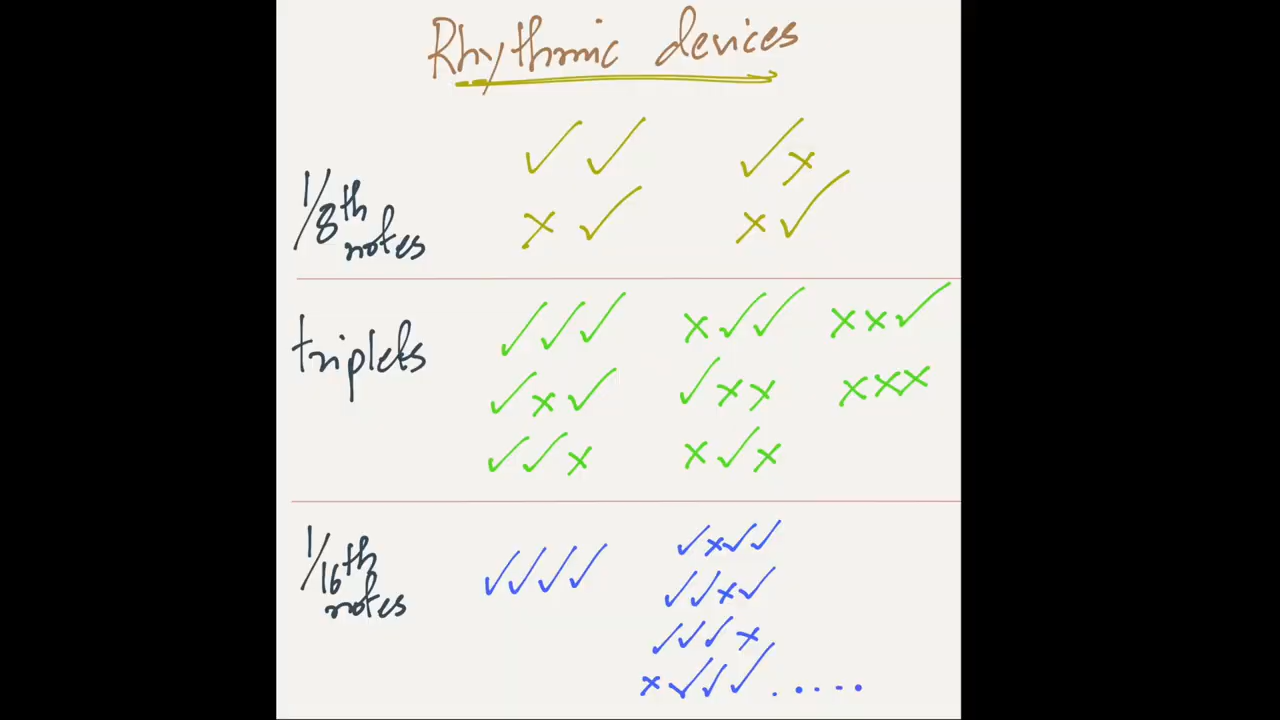 Rhythmic devices
✓ ✓ ✓ x
1/8th notes
x ✓ x ✓
✓ ✓ ✓ x ✓ ✓ x x ✓
triplets
✓ x ✓ ✓ x x x x x
✓ ✓ x x ✓ x
✓ x ✓ ✓
1/16th notes
✓ ✓ ✓ ✓ ✓ ✓ x ✓
✓ ✓ ✓ x
x ✓ ✓ ✓ .....